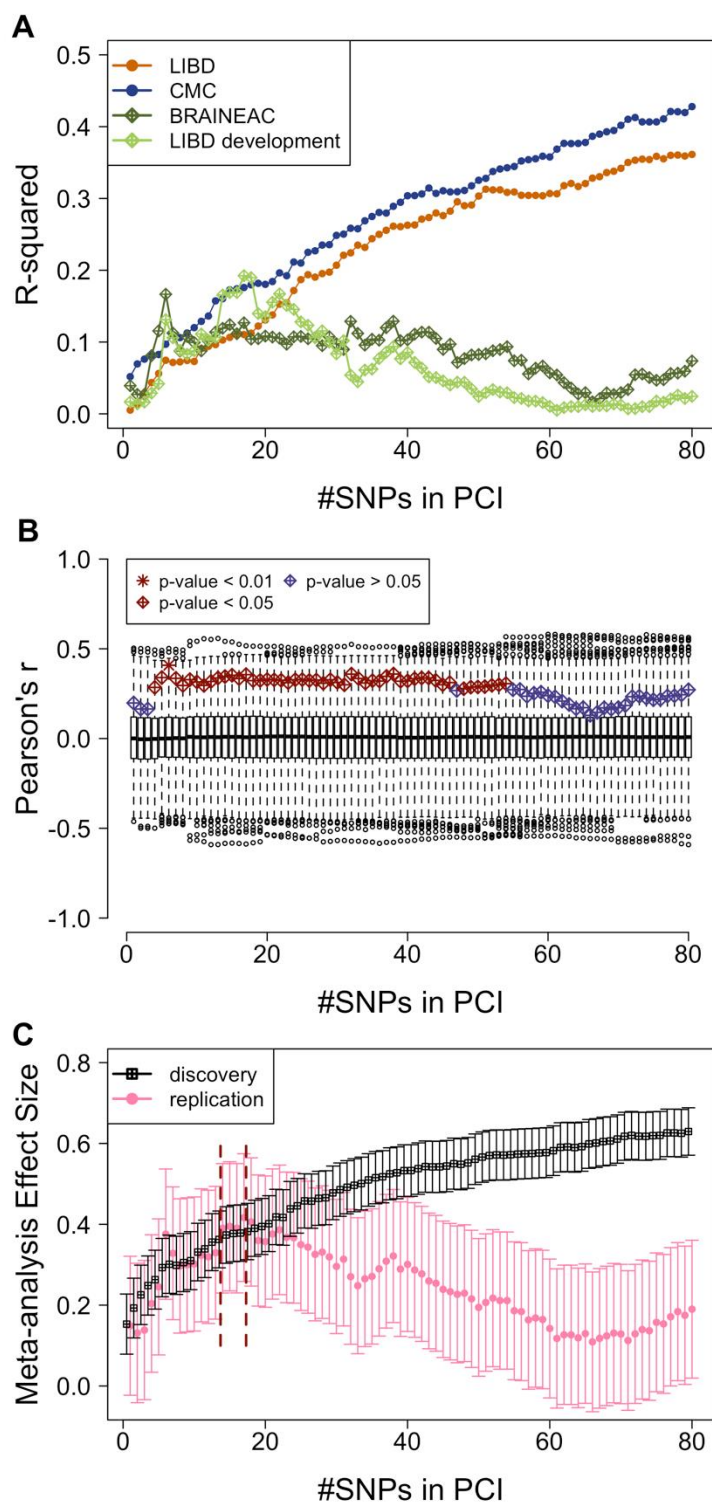 A
0.5
0.4
0.3
0.2
0.1
0.0
R-squared
LIBD
CMC
BRAINEAC
LIBD development
0 20 40 60 80
#SNPs in PCI
B
1.0
0.5
0.0
-0.5
-1.0
Pearson's r
p-value < 0.01 p-value > 0.05
p-value < 0.05
0 20 40 60 80
#SNPs in PCI
C
0.8
0.6
0.4
0.2
0.0
Meta-analysis Effect Size
discovery
replication
0 20 40 60 80
#SNPs in PCI